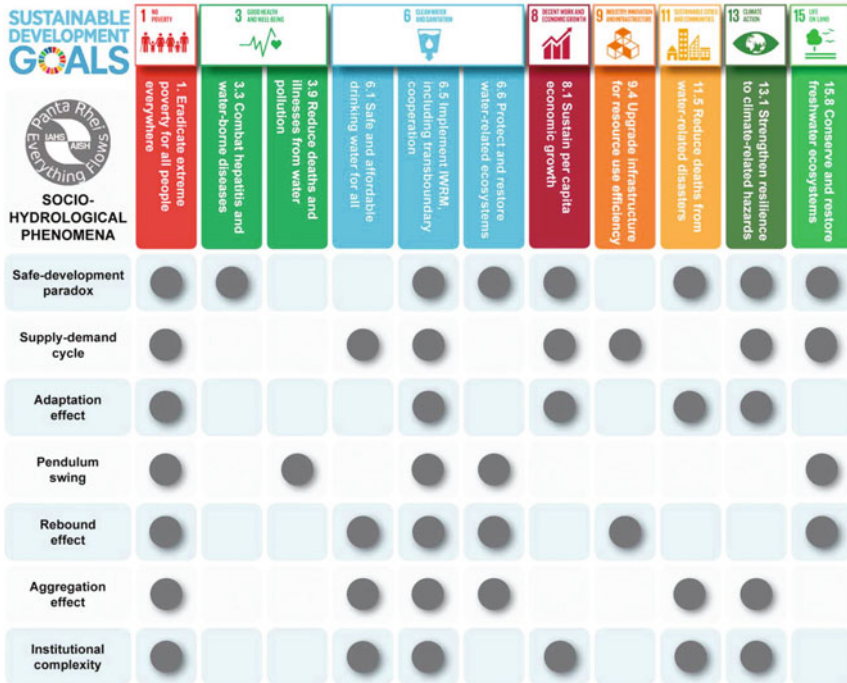 SUSTAINABLE
DEVELOPMENT
GOALS
1 NO
POVERTY
3 GOOD HEALTH
AND WELL-BEING
6 CLEAN WATER
AND SANITATION
8 DECENT WORK AND
ECONOMIC GROWTH
9 INDUSTRY, INNOVATION
AND INFRASTRUCTURE
11 SUSTAINABLE CITIES
AND COMMUNITIES
13 CLIMATE
ACTION
15 LIFE
ON LAND
Panta Rhei
IAHS
AISH
Everything Flows
SOCIO-
HYDROLOGICAL
PHENOMENA
1. Eradicate extreme
poverty for all people
everywhere
3.3 Combat hepatitis and
water-borne diseases
3.9 Reduce deaths and
illnesses from water
pollution
6.1 Safe and affordable
drinking water for all
6.5 Implement IWRM,
including transboundary
cooperation
6.6 Protect and restore
water-related ecosystems
8.1 Sustain per capita
economic growth
9.4 Upgrade infrastructure
for resource use efficiency
11.5 Reduce deaths from
water-related disasters
13.1 Strengthen resilience
to climate-related hazards
15.8 Conserve and restore
freshwater ecosystems
Safe-development
paradox
Supply-demand
cycle
Adaptation
effect
Pendulum
swing
Rebound
effect
Aggregation
effect
Institutional
complexity